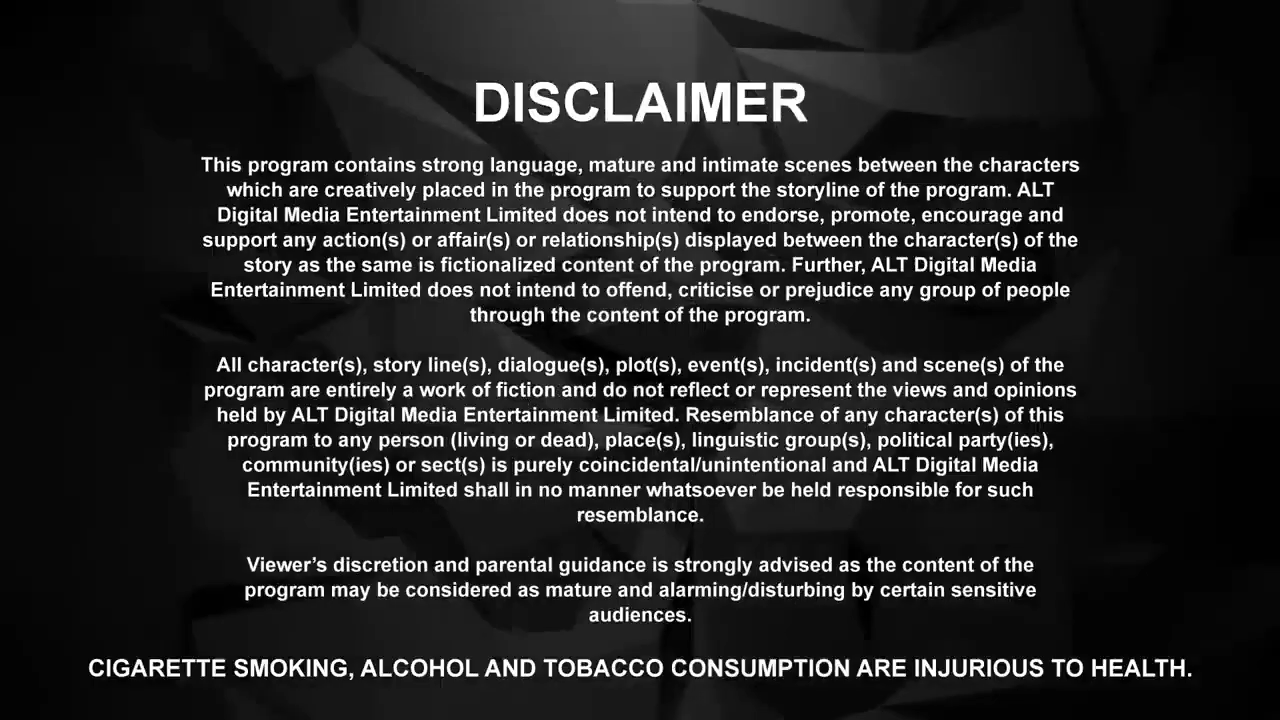 DISCLAIMER
This program contains strong language, mature and intimate scenes between the characters
which are creatively placed in the program to support the storyline of the program. ALT
Digital Media Entertainment Limited does not intend to endorse, promote, encourage and
support any action(s) or affair(s) or relationship(s) displayed between the character(s) of the
story as the same is fictionalized content of the program. Further, ALT Digital Media
Entertainment Limited does not intend to offend, criticise or prejudice any group of people
through the content of the program.
All character(s), story line(s), dialogue(s), plot(s), event(s), incident(s) and scene(s) of the
program are entirely a work of fiction and do not reflect or represent the views and opinions
held by ALT Digital Media Entertainment Limited. Resemblance of any character(s) of this
program to any person (living or dead), place(s), linguistic group(s), political party(ies),
community(ies) or sect(s) is purely coincidental/unintentional and ALT Digital Media
Entertainment Limited shall in no manner whatsoever be held responsible for such
resemblance.
Viewer’s discretion and parental guidance is strongly advised as the content of the
program may be considered as mature and alarming/disturbing by certain sensitive
audiences.
CIGARETTE SMOKING, ALCOHOL AND TOBACCO CONSUMPTION ARE INJURIOUS TO HEALTH.